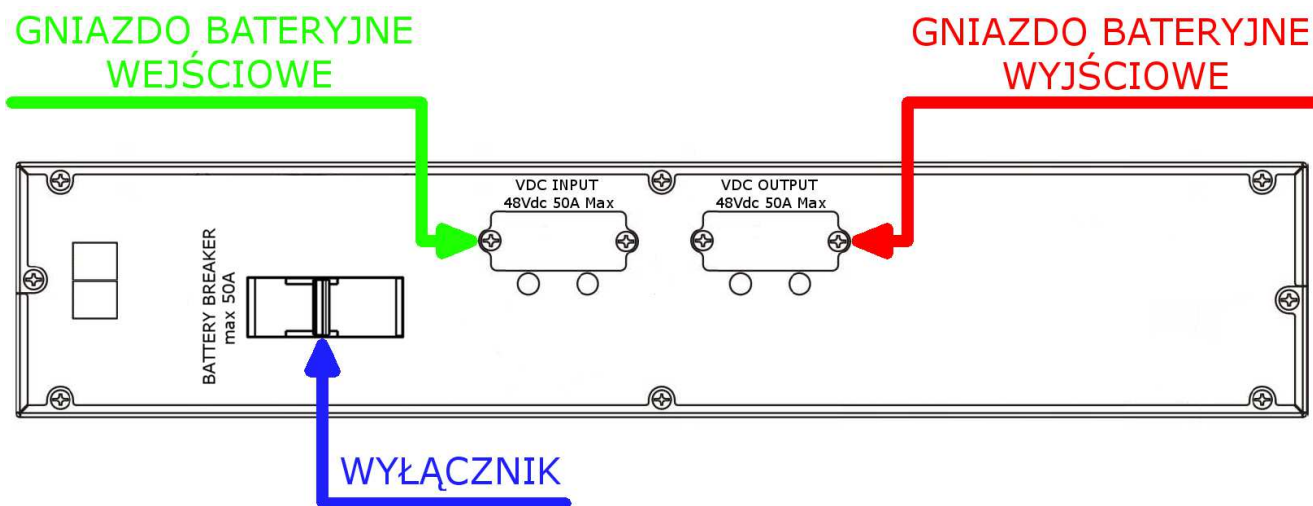 GNIAZDO BATERYJNE
WEJŚCIOWE
GNIAZDO BATERYJNE
WYJŚCIOWE
VDC INPUT
48Vdc 50A Max
VDC OUTPUT
48Vdc 50A Max
BATTERY BREAKER
max 50A
WYŁĄCZNIK